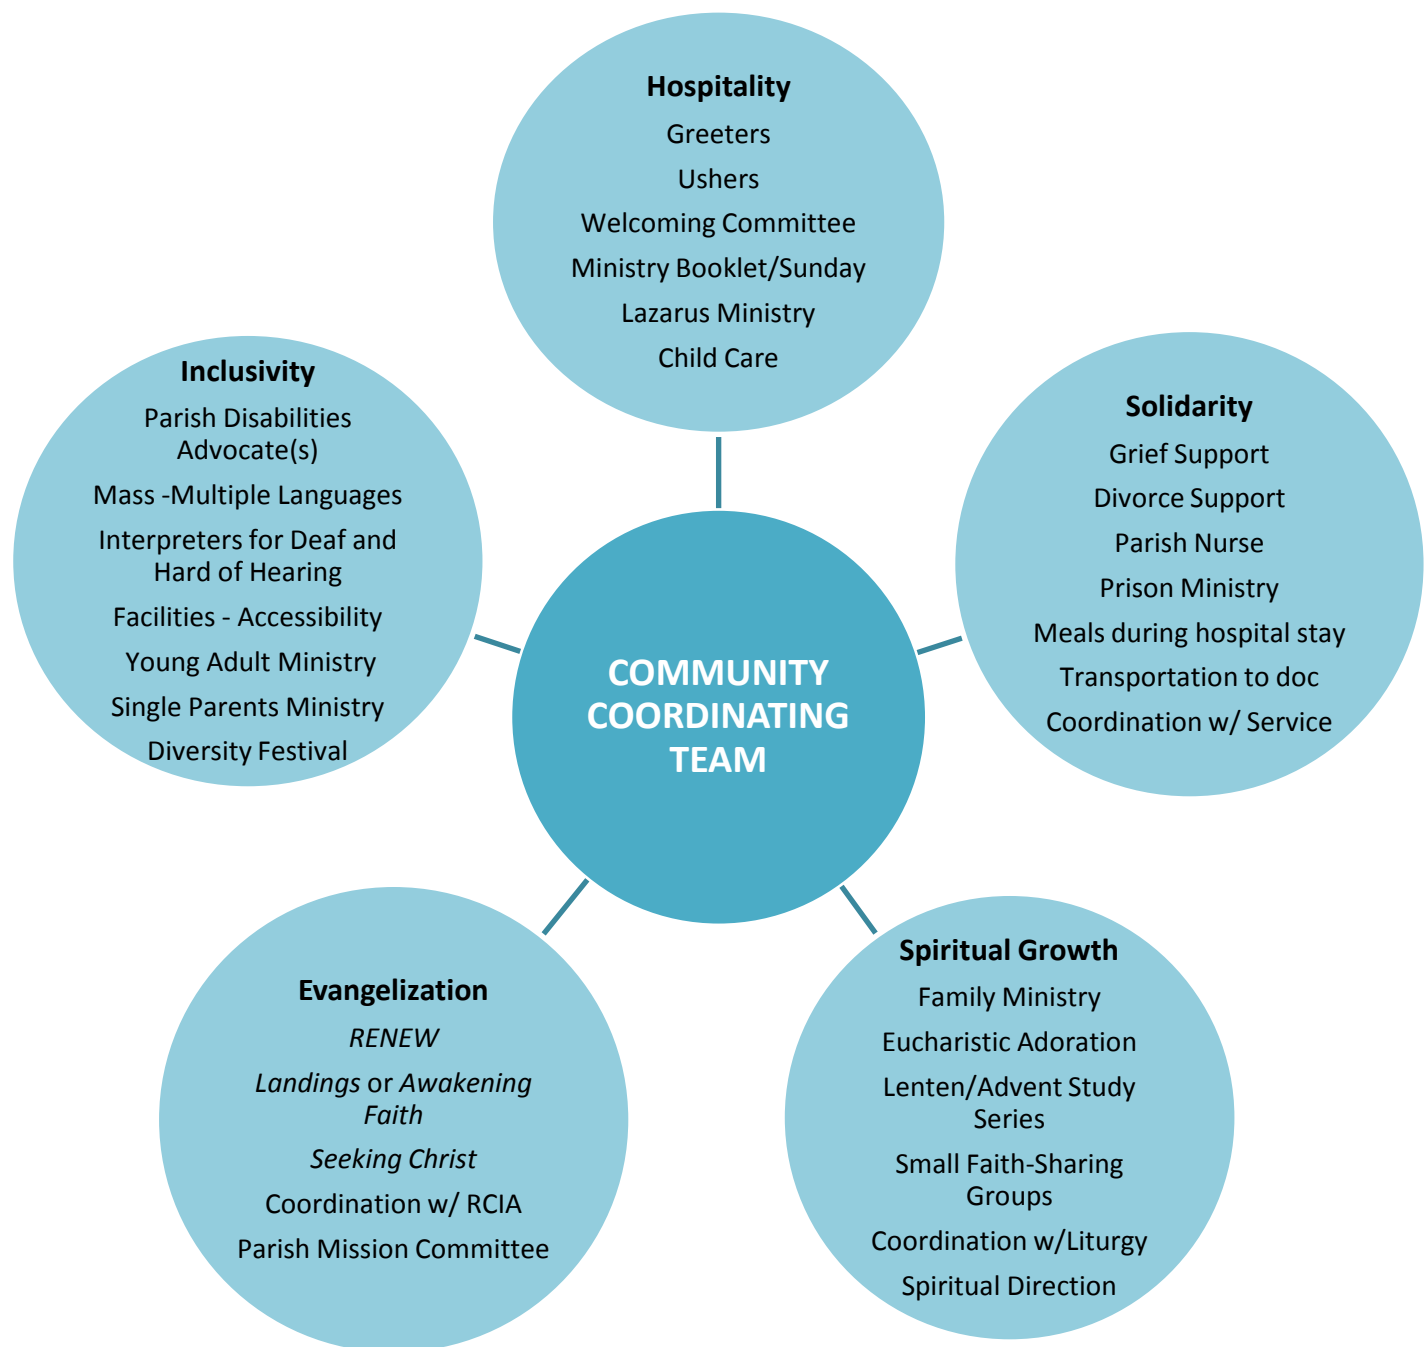 Hospitality
Greeters
Ushers
Welcoming Committee
Ministry Booklet/Sunday
Lazarus Ministry
Child Care
Inclusivity
Parish Disabilities
Advocate(s)
Mass -Multiple Languages
Interpreters for Deaf and
Hard of Hearing
Facilities - Accessibility
Young Adult Ministry
Single Parents Ministry
Diversity Festival
Solidarity
Grief Support
Divorce Support
Parish Nurse
Prison Ministry
Meals during hospital stay
Transportation to doc
Coordination w/ Service
COMMUNITY
COORDINATING
TEAM
Evangelization
RENEW
Landings or Awakening
Faith
Seeking Christ
Coordination w/ RCIA
Parish Mission Committee
Spiritual Growth
Family Ministry
Eucharistic Adoration
Lenten/Advent Study
Series
Small Faith-Sharing
Groups
Coordination w/Liturgy
Spiritual Direction